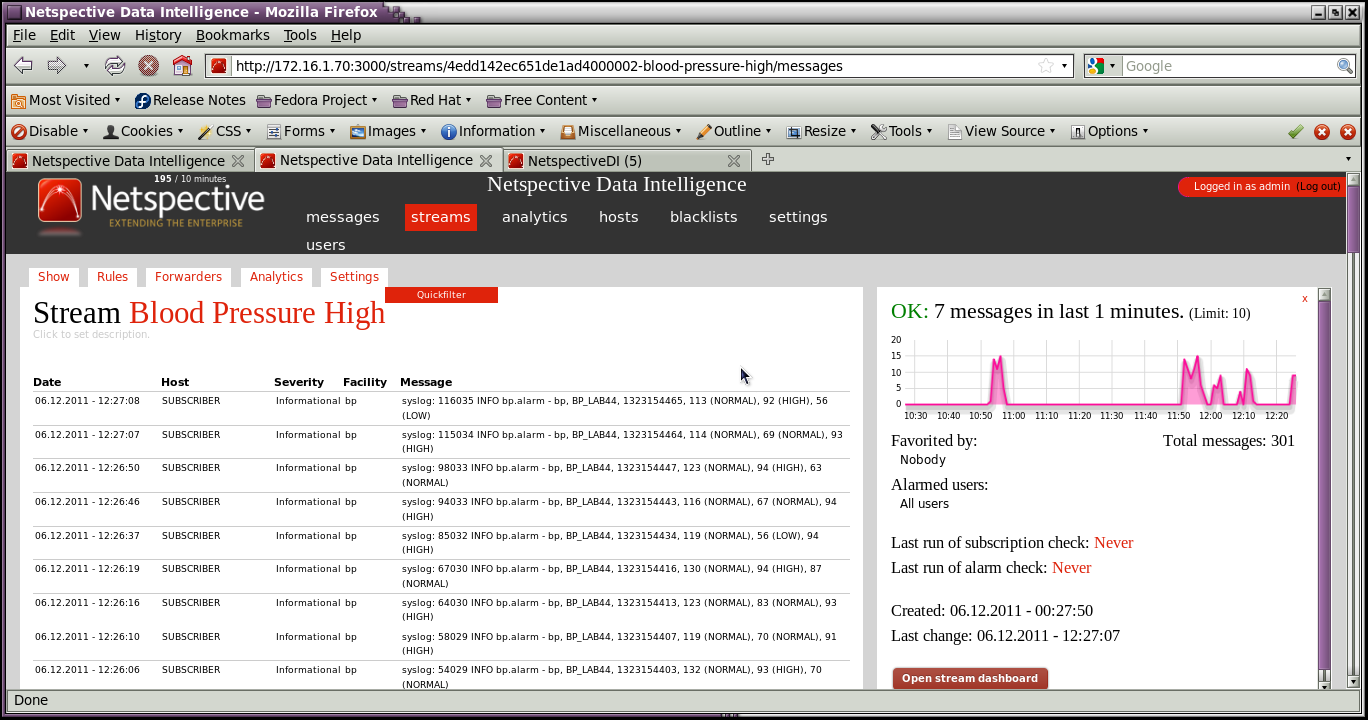 Netspective Data Intelligence - Mozilla Firefox
File Edit View History Bookmarks Tools Help
http://172.16.1.70:3000/streams/4edd142ec651de1ad4000002-blood-pressure-high/messages
Google
Most Visited Release Notes Fedora Project Red Hat Free Content
Disable Cookies CSS Forms Images Information Miscellaneous Outline Resize Tools View Source Options
Netspective Data Intelligence Netspective Data Intelligence NetspectiveDI (5)
195 / 10 minutes
Netspective
EXTENDING THE ENTERPRISE
Netspective Data Intelligence
Logged in as admin (Log out)
messages streams analytics hosts blacklists settings
users
Show Rules Forwarders Analytics Settings
Quickfilter
Stream Blood Pressure High
Click to set description.
Date Host Severity Facility Message
06.12.2011 - 12:27:08 SUBSCRIBER Informational bp syslog: 116035 INFO bp.alarm - bp, BP_LAB44, 1323154465, 113 (NORMAL), 92 (HIGH), 56
(LOW)
06.12.2011 - 12:27:07 SUBSCRIBER Informational bp syslog: 115034 INFO bp.alarm - bp, BP_LAB44, 1323154464, 114 (NORMAL), 69 (NORMAL), 93
(HIGH)
06.12.2011 - 12:26:50 SUBSCRIBER Informational bp syslog: 98033 INFO bp.alarm - bp, BP_LAB44, 1323154447, 123 (NORMAL), 94 (HIGH), 63
(NORMAL)
06.12.2011 - 12:26:46 SUBSCRIBER Informational bp syslog: 94033 INFO bp.alarm - bp, BP_LAB44, 1323154443, 116 (NORMAL), 67 (NORMAL), 94
(HIGH)
06.12.2011 - 12:26:37 SUBSCRIBER Informational bp syslog: 85032 INFO bp.alarm - bp, BP_LAB44, 1323154434, 119 (NORMAL), 56 (LOW), 94
(HIGH)
06.12.2011 - 12:26:19 SUBSCRIBER Informational bp syslog: 67030 INFO bp.alarm - bp, BP_LAB44, 1323154416, 130 (NORMAL), 94 (HIGH), 87
(NORMAL)
06.12.2011 - 12:26:16 SUBSCRIBER Informational bp syslog: 64030 INFO bp.alarm - bp, BP_LAB44, 1323154413, 123 (NORMAL), 83 (NORMAL), 93
(HIGH)
06.12.2011 - 12:26:10 SUBSCRIBER Informational bp syslog: 58029 INFO bp.alarm - bp, BP_LAB44, 1323154407, 119 (NORMAL), 70 (NORMAL), 91
(HIGH)
06.12.2011 - 12:26:06 SUBSCRIBER Informational bp syslog: 54029 INFO bp.alarm - bp, BP_LAB44, 1323154403, 132 (NORMAL), 93 (HIGH), 70
(NORMAL)
x
OK: 7 messages in last 1 minutes. (Limit: 10)
20
15
10
5
0
10:30 10:40 10:50 11:00 11:10 11:20 11:30 11:40 11:50 12:00 12:10 12:20
Favorited by: Total messages: 301
Nobody
Alarmed users:
All users
Last run of subscription check: Never
Last run of alarm check: Never
Created: 06.12.2011 - 00:27:50
Last change: 06.12.2011 - 12:27:07
Open stream dashboard
Done